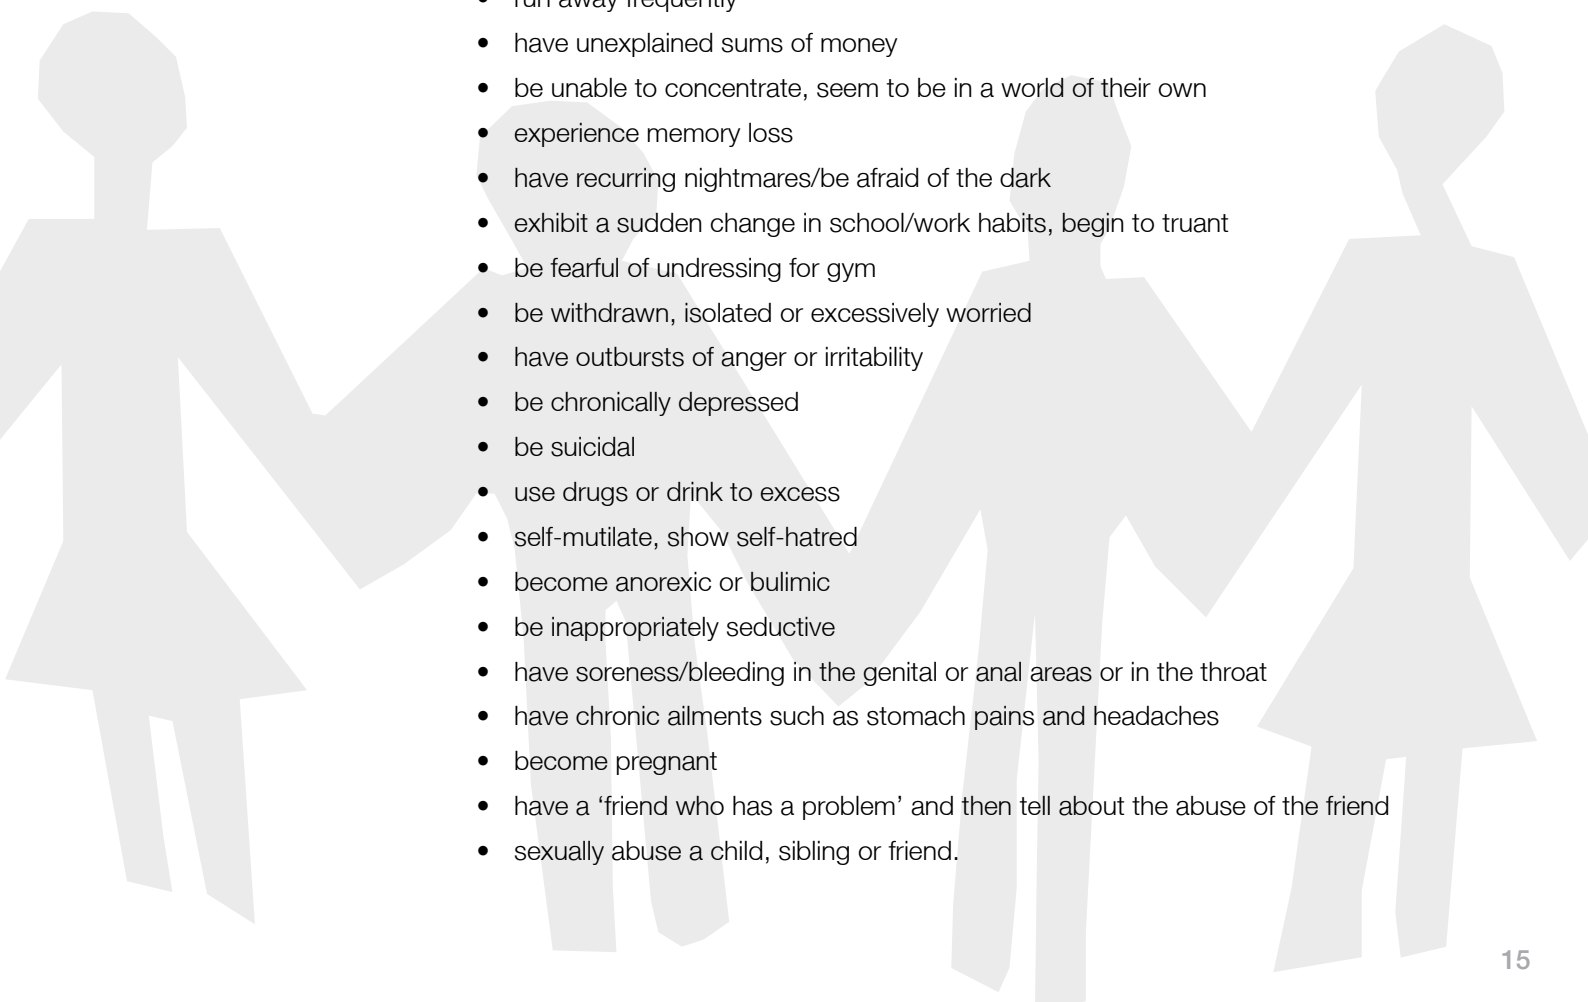 • run away frequently
• have unexplained sums of money
• be unable to concentrate, seem to be in a world of their own
• experience memory loss
• have recurring nightmares/be afraid of the dark
• exhibit a sudden change in school/work habits, begin to truant
• be fearful of undressing for gym
• be withdrawn, isolated or excessively worried
• have outbursts of anger or irritability
• be chronically depressed
• be suicidal
• use drugs or drink to excess
• self-mutilate, show self-hatred
• become anorexic or bulimic
• be inappropriately seductive
• have soreness/bleeding in the genital or anal areas or in the throat
• have chronic ailments such as stomach pains and headaches
• become pregnant
• have a ‘friend who has a problem’ and then tell about the abuse of the friend
• sexually abuse a child, sibling or friend.
15